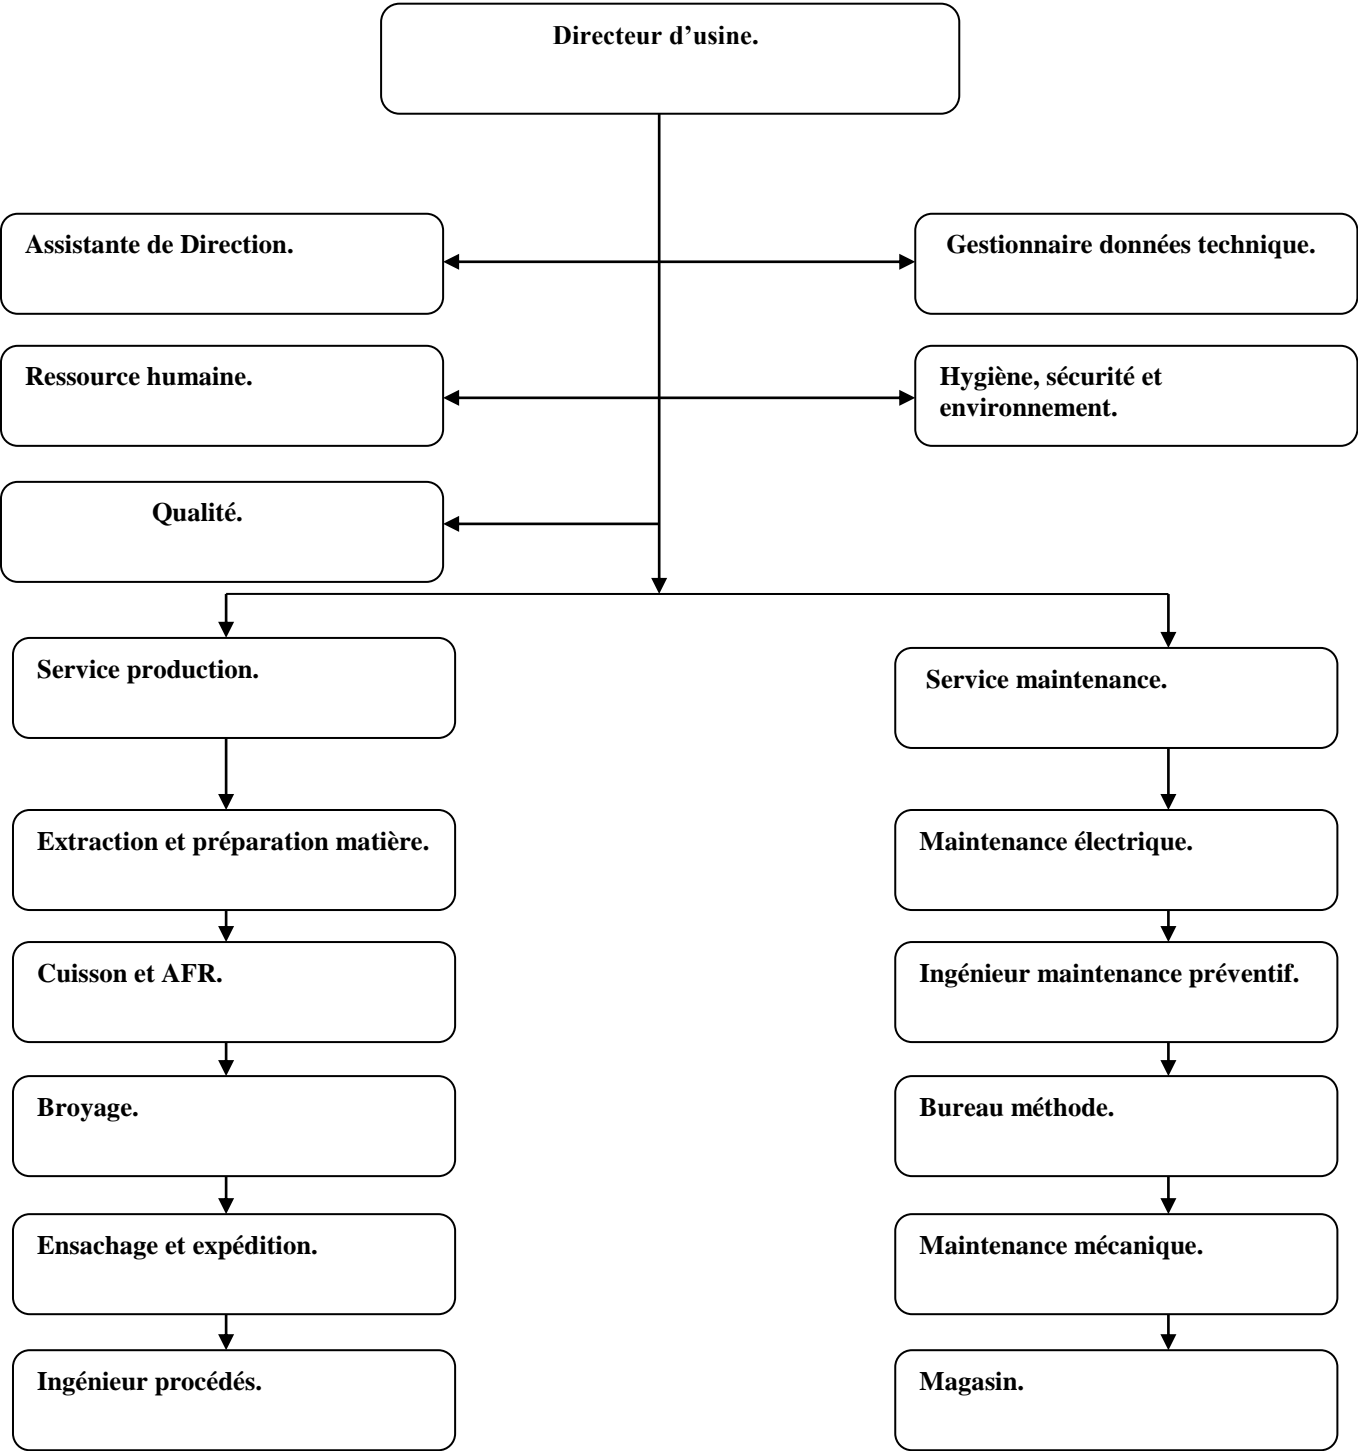 Directeur d’usine.
Assistante de Direction.
Gestionnaire données technique.
Ressource humaine.
Hygiène, sécurité et
environnement.
Qualité.
Service production.
Service maintenance.
Extraction et préparation matière.
Maintenance électrique.
Cuisson et AFR.
Ingénieur maintenance préventif.
Broyage.
Bureau méthode.
Ensachage et expédition.
Maintenance mécanique.
Ingénieur procédés.
Magasin.